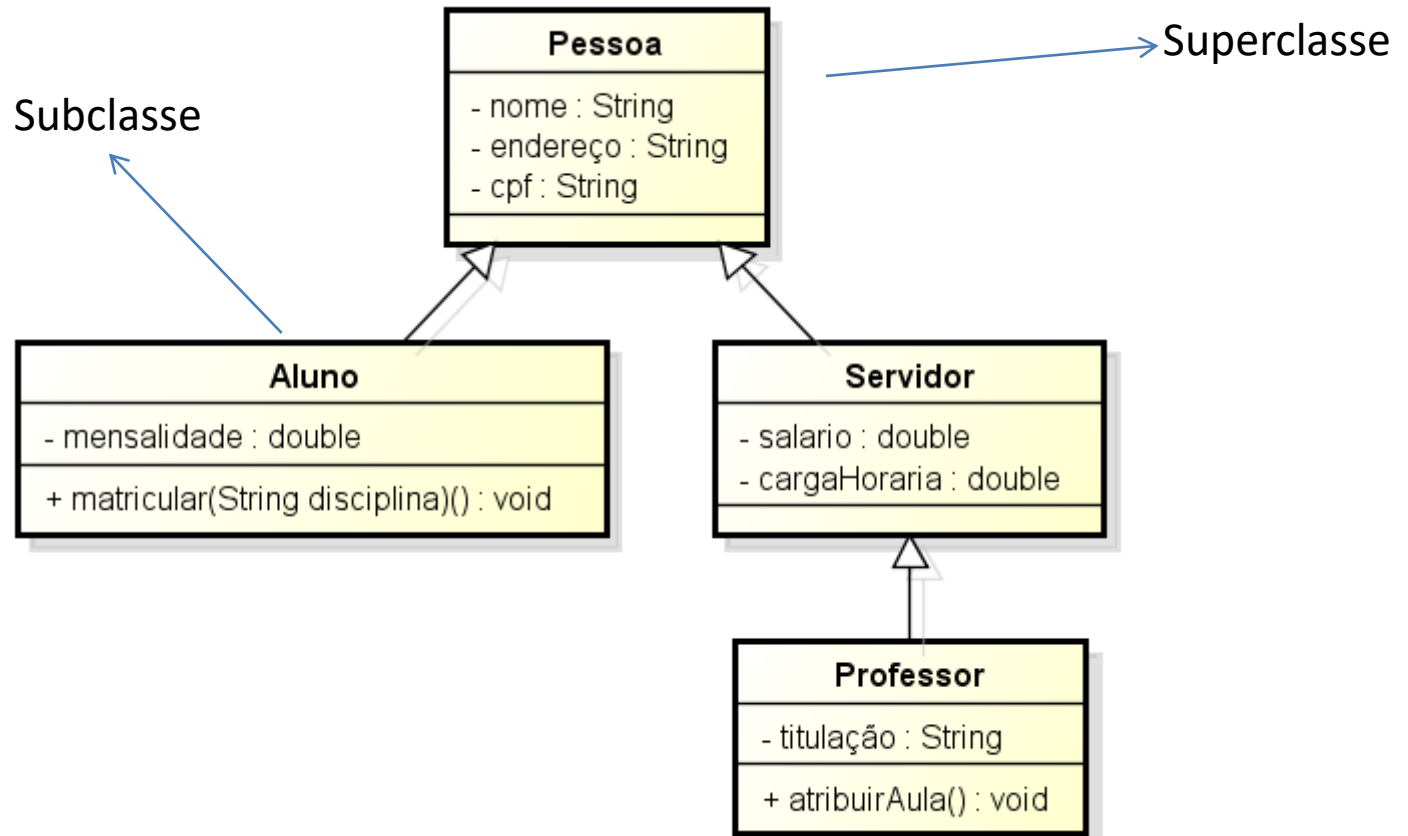 Pessoa
Superclasse
- nome : String
- endereço : String
- cpf : String
Subclasse
Aluno
- mensalidade : double
+ matricular(String disciplina)() : void
Servidor
- salario : double
- cargaHoraria : double
Professor
- titulação : String
+ atribuirAula() : void